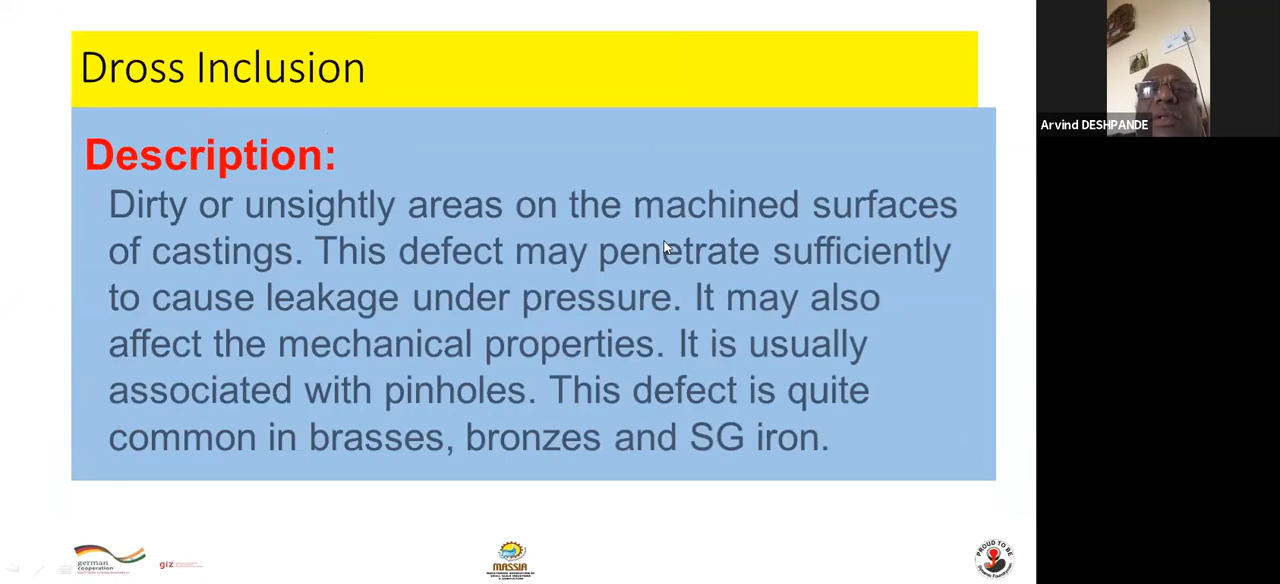 Dross Inclusion
Description:
Dirty or unsightly areas on the machined surfaces
of castings. This defect may penetrate sufficiently
to cause leakage under pressure. It may also
affect the mechanical properties. It is usually
associated with pinholes. This defect is quite
common in brasses, bronzes and SG iron.
Arvind DESHPANDE
german
cooperation
giz
MASSIA
PROUD TO BE